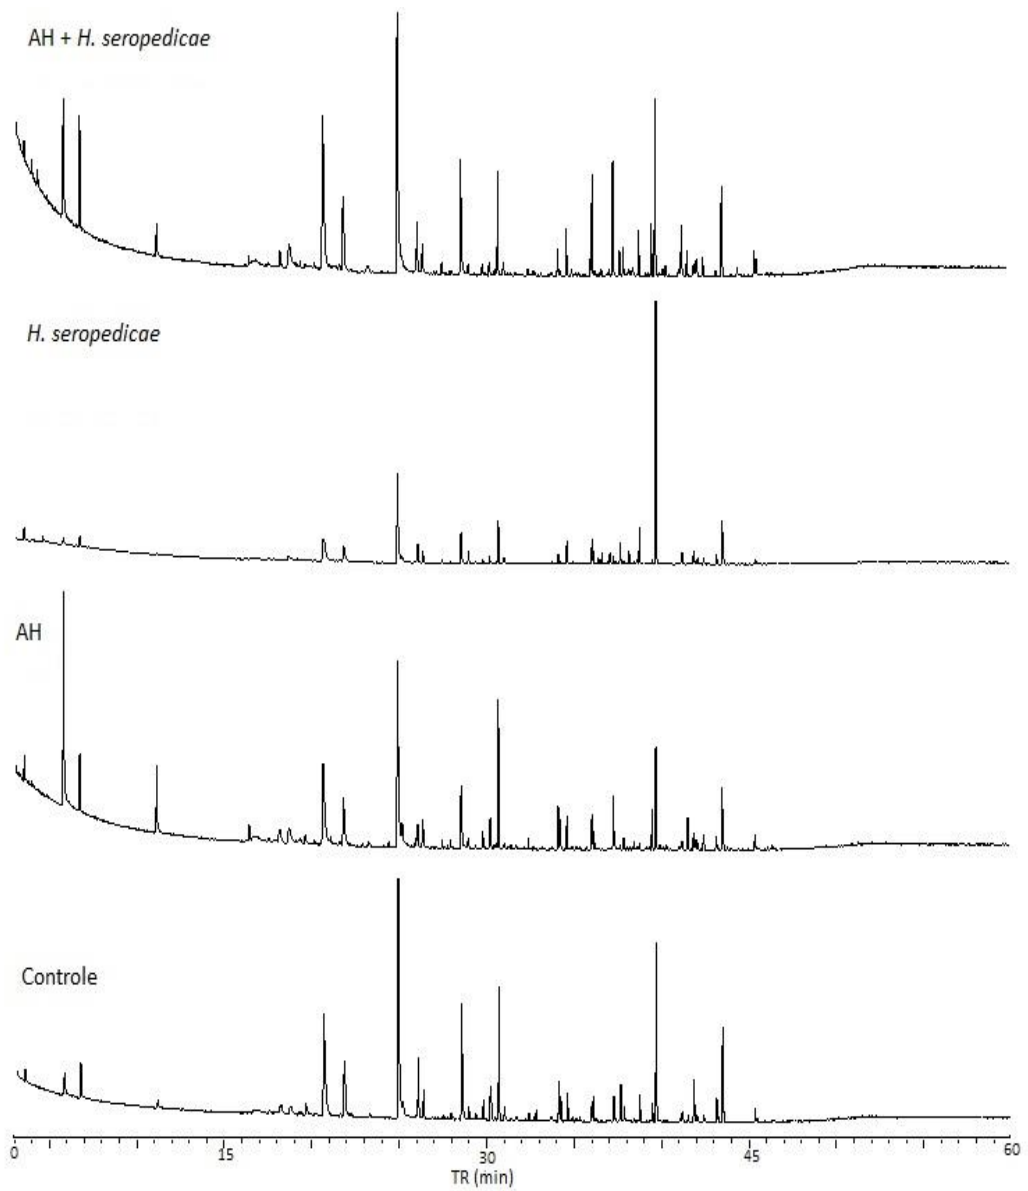 AH + H. seropedicae
H. seropedicae
AH
Controle
0 15 30 45 60
TR (min)